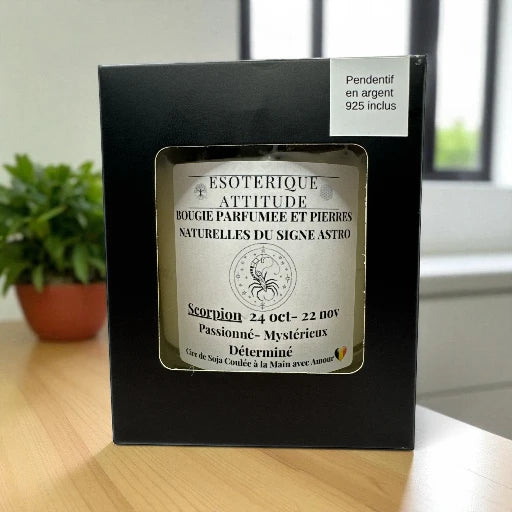 Pendentif
en argent
925 inclus
ESOTERIQUE
ATTITUDE
BOUGIE PARFUMEE ET PIERRES
NATURELLES DU SIGNE ASTRO
Scorpion 24 oct- 22 nov
Passionné- Mystérieux
Déterminé
Cire de Soja Coulée à la Main avec Amour